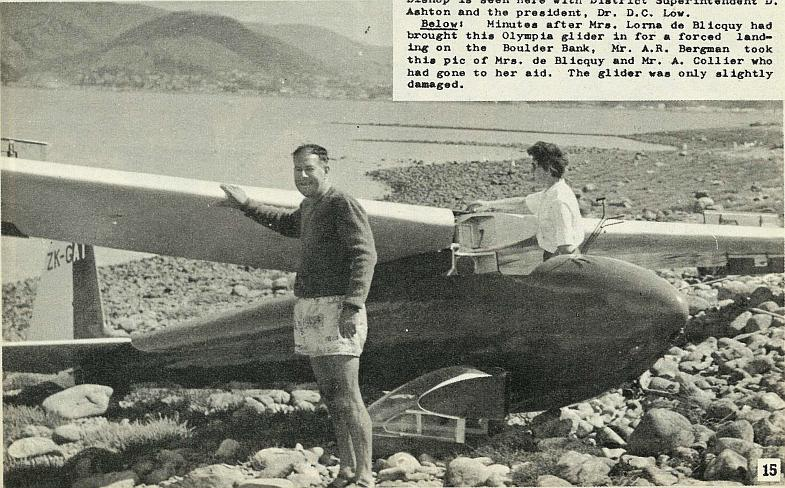 Bishop is seen here with District Superintendent D.
Ashton and the president, Dr. D.C. Low.
Below: Minutes after Mrs. Lorna de Blicquy had
brought this Olympia glider in for a forced land-
ing on the Boulder Bank, Mr. A.R. Bergman took
this pic of Mrs. de Blicquy and Mr. A. Collier who
had gone to her aid. The glider was only slightly
damaged.
ZK-GA
15